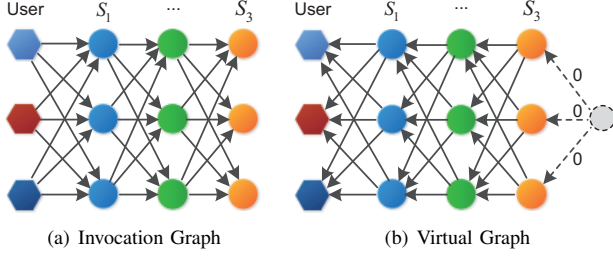 User S₁ ... S₃
User S₁ ... S₃
0
0
0
(a) Invocation Graph
(b) Virtual Graph